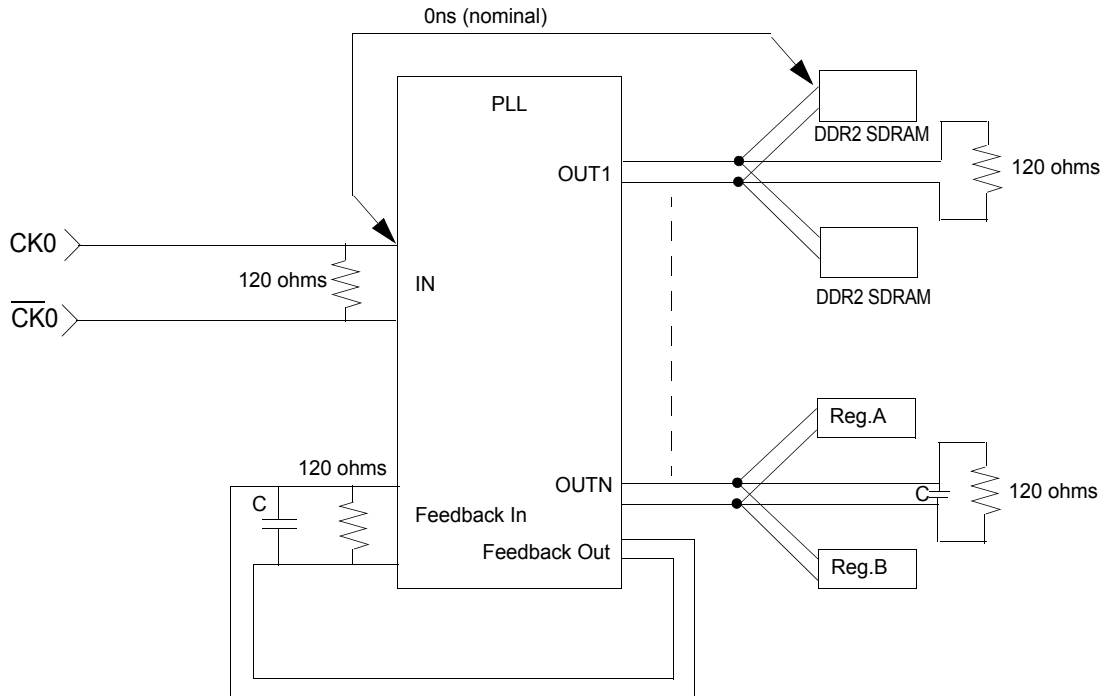 0ns (nominal)
PLL
DDR2 SDRAM
OUT1
120 ohms
CK0
120 ohms
IN
C̅K̅0
DDR2 SDRAM
Reg.A
120 ohms
C
OUTN
C
120 ohms
Feedback In
Feedback Out
Reg.B